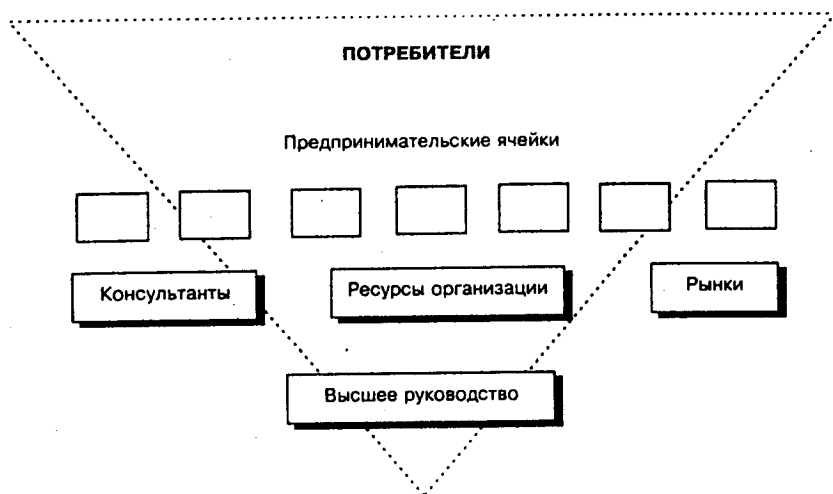 ПОТРЕБИТЕЛИ
Предпринимательские ячейки
Консультанты
Ресурсы организации
Рынки
Высшее руководство